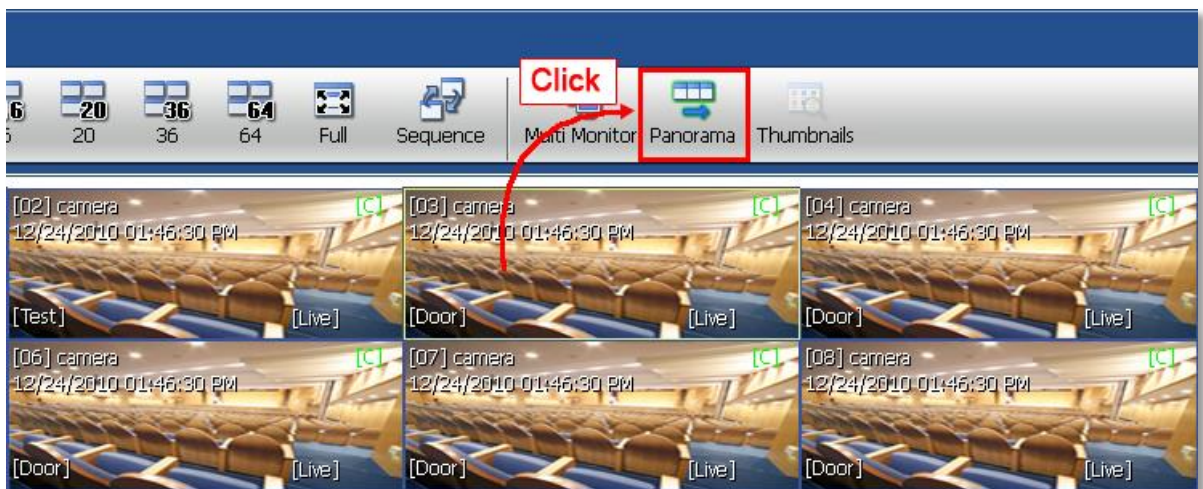 Click
20
36
64
20
36
64
Full
Sequence
Multi Monitor
Panorama
Thumbnails
[02] camera
[C]
12/24/2010 01:46:30 PM
[Test]
[Live]
[03] camera
[C]
12/24/2010 01:46:30 PM
[Door]
[Live]
[04] camera
[C]
12/24/2010 01:46:30 PM
[Door]
[Live]
[06] camera
[C]
12/24/2010 01:46:30 PM
[Door]
[Live]
[07] camera
[C]
12/24/2010 01:46:30 PM
[Door]
[Live]
[08] camera
[C]
12/24/2010 01:46:30 PM
[Door]
[Live]